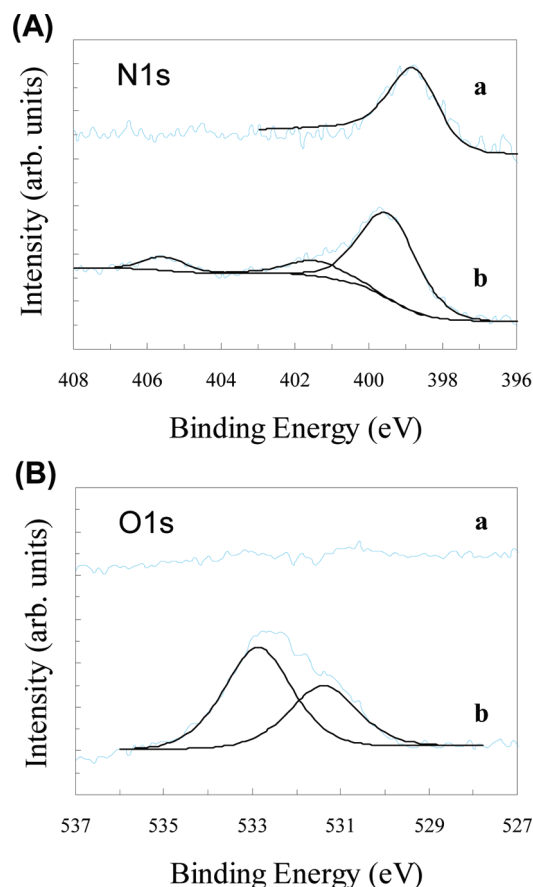 (A)
N1s
a
b
Intensity (arb. units)
408 406 404 402 400 398 396
Binding Energy (eV)
(B)
O1s
a
b
Intensity (arb. units)
537 535 533 531 529 527
Binding Energy (eV)